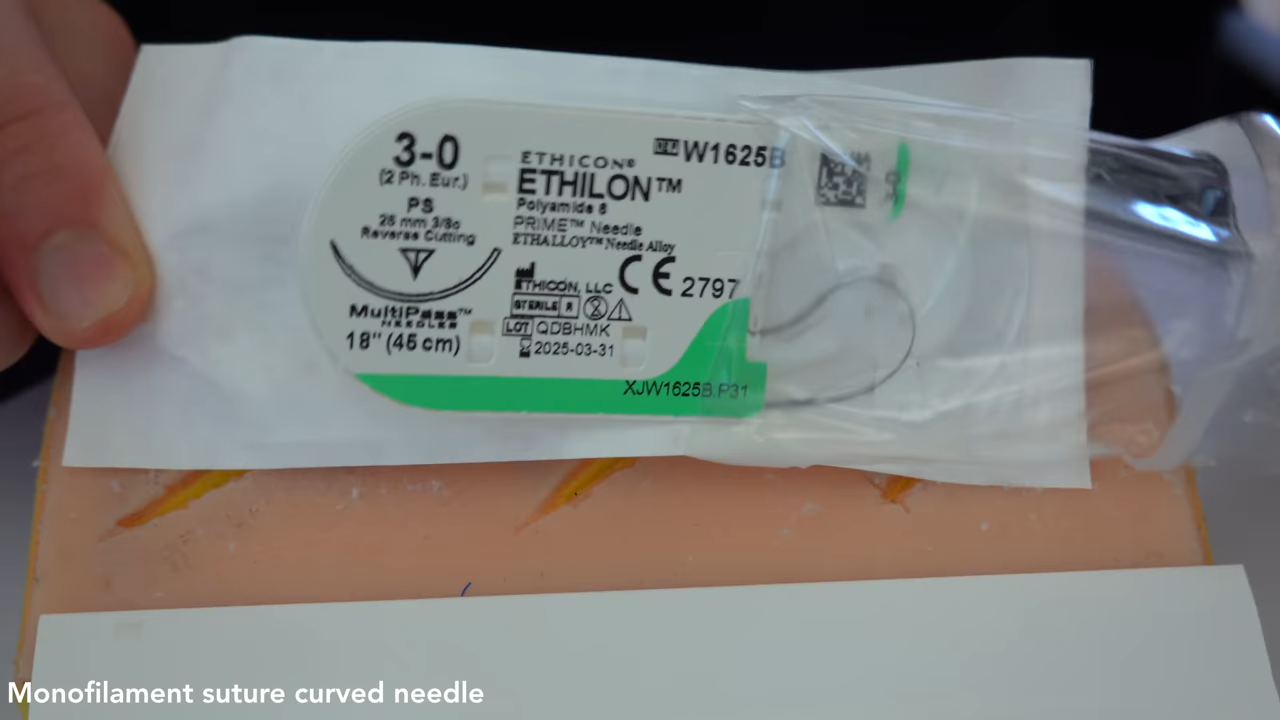 3-0
(2 Ph. Eur.)
PS
26 mm 3/8c
Reverse Cutting
MultiPass™
NEEDLES
18" (45 cm)
ETHICON®
ETHILON™
Polyamide 6
PRIME™ Needle
ETHALLOY™ Needle Alloy
REF W1625B
ETHICON, LLC
CE 2797
STERILE R
LOT QDBHMK
2025-03-31
XJW1625B.P31
Monofilament suture curved needle